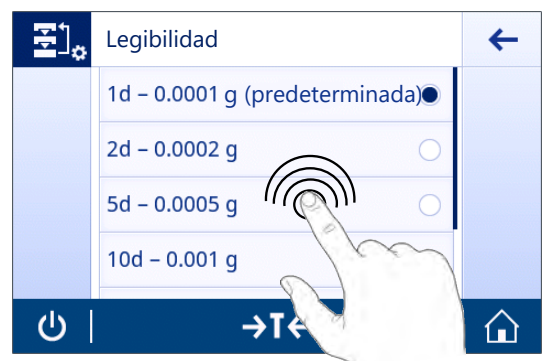 Legibilidad
1d – 0.0001 g (predeterminada)
2d – 0.0002 g
5d – 0.0005 g
10d – 0.001 g
→T←